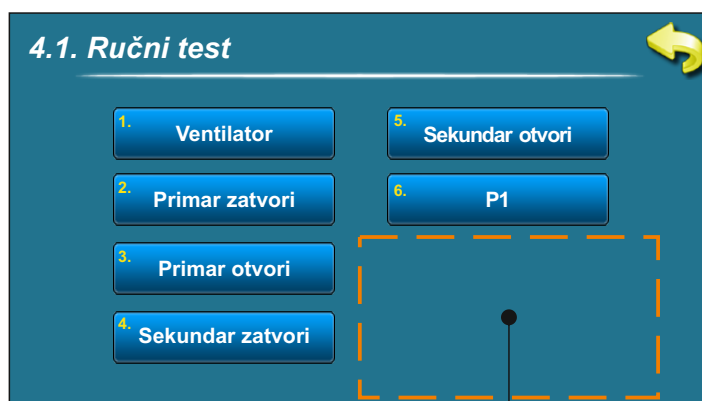 4.1. Ručni test
1. Ventilator
2. Primar zatvori
3. Primar otvori
4. Sekundar zatvori
5. Sekundar otvori
6. P1